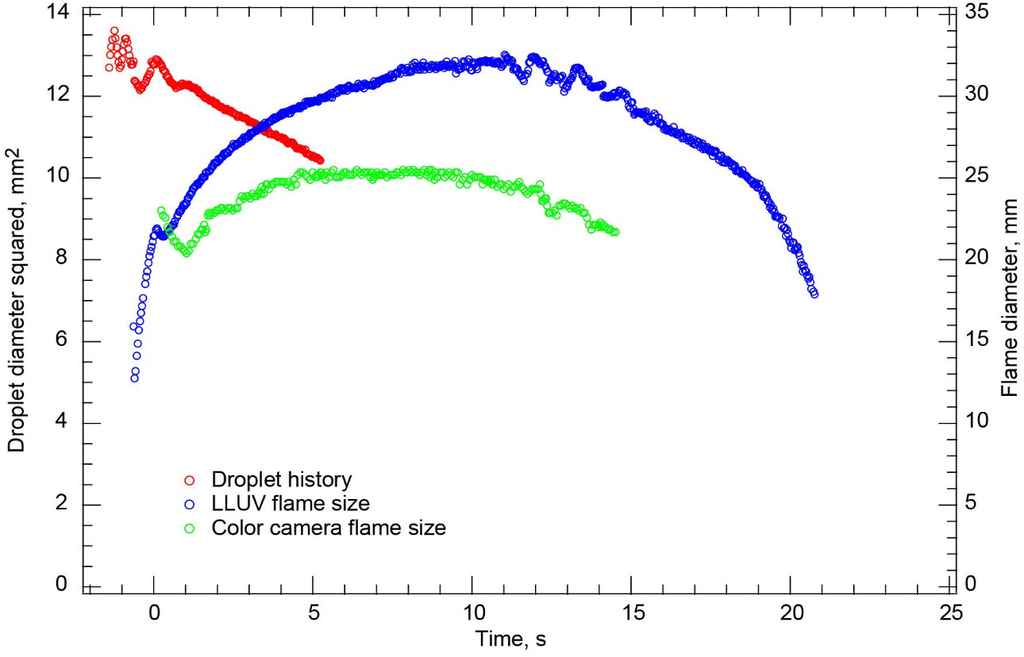 14
12
10
8
6
4
2
0
Droplet diameter squared, mm2
35
30
25
20
15
10
5
0
Flame diameter, mm
Droplet history
LLUV flame size
Color camera flame size
0 5 10 15 20 25
Time, s